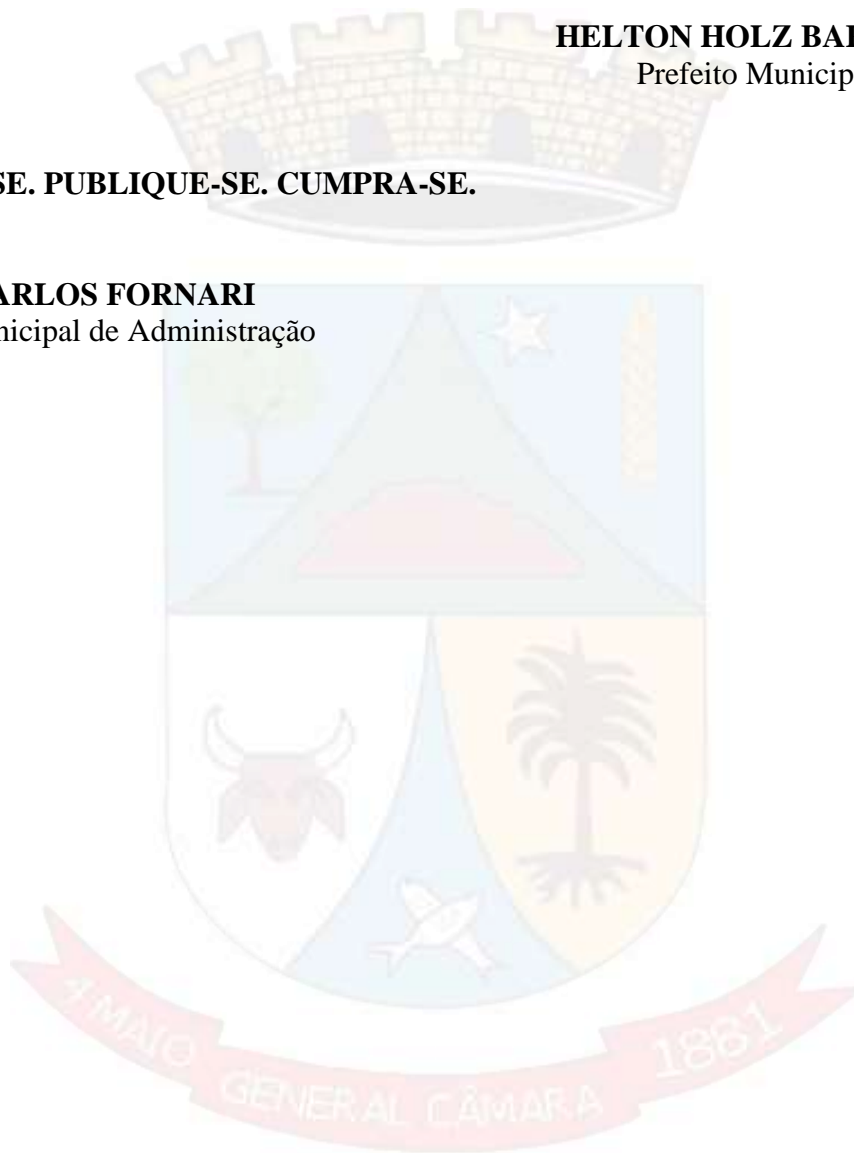 HELTON HOLZ BAR
Prefeito Municip
SE. PUBLIQUE-SE. CUMPRA-SE.
ARLOS FORNARI
nicipal de Administração
4 MAIO GENERAL CÂMARA 1881